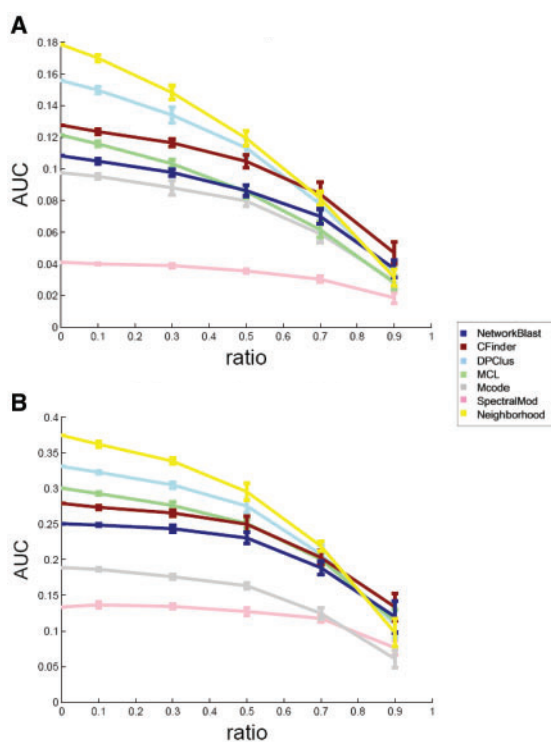 A
0.18
0.16
0.14
0.12
0.1
0.08
0.06
0.04
0.02
0
AUC
0 0.1 0.2 0.3 0.4 0.5 0.6 0.7 0.8 0.9 1
ratio
NetworkBlast
CFinder
DPClus
MCL
Mcode
SpectralMod
Neighborhood
B
0.4
0.35
0.3
0.25
0.2
0.15
0.1
0.05
0
AUC
0 0.1 0.2 0.3 0.4 0.5 0.6 0.7 0.8 0.9 1
ratio